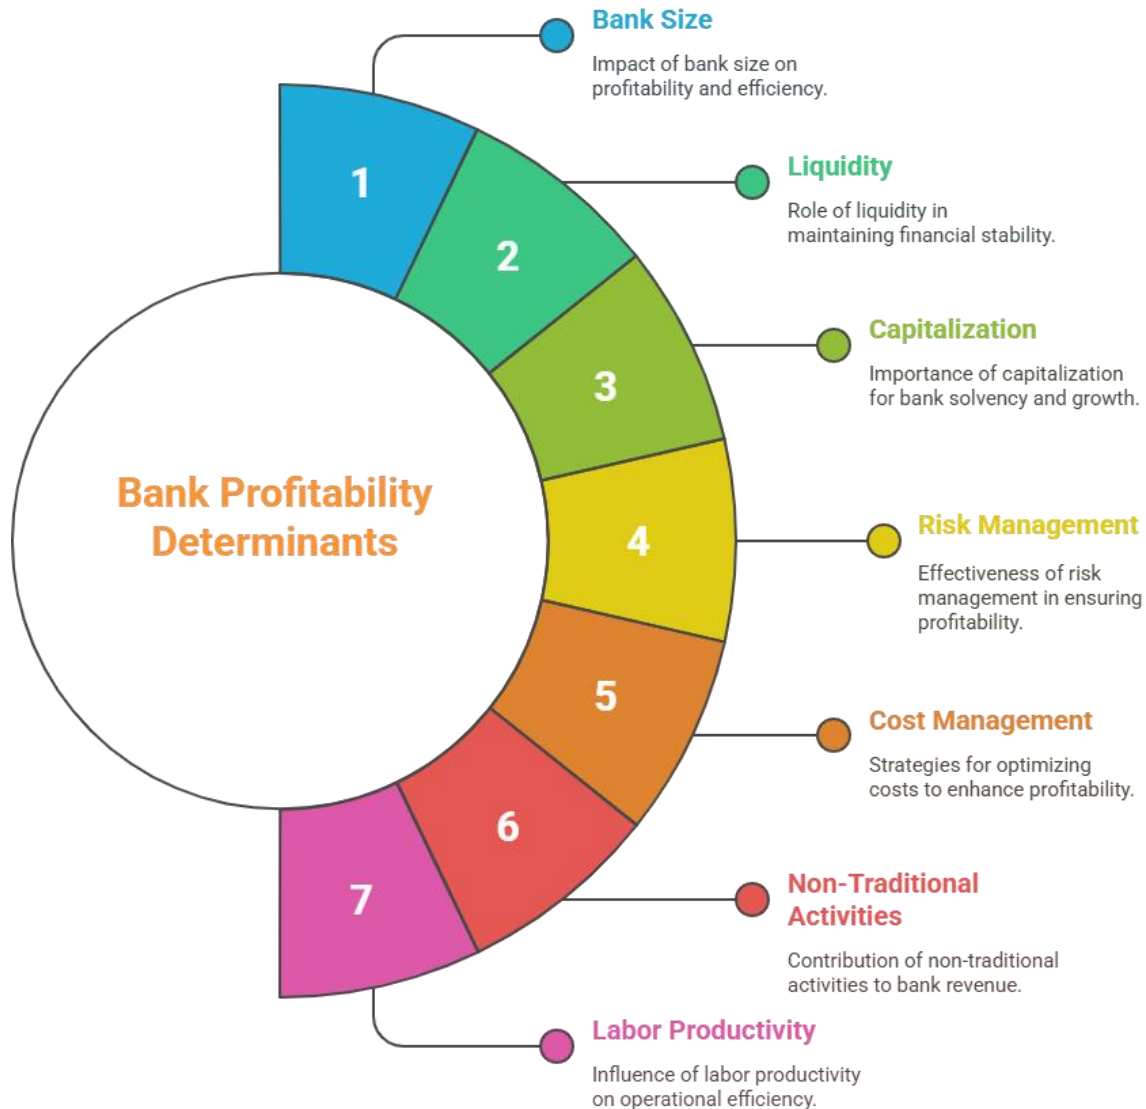 Bank Size
Impact of bank size on
profitability and efficiency.
1
Liquidity
Role of liquidity in
maintaining financial stability.
2
Capitalization
Importance of capitalization
for bank solvency and growth.
3
Bank Profitability
Determinants
4
Risk Management
Effectiveness of risk
management in ensuring
profitability.
5
Cost Management
Strategies for optimizing
costs to enhance profitability.
6
Non-Traditional
Activities
Contribution of non-traditional
activities to bank revenue.
7
Labor Productivity
Influence of labor productivity
on operational efficiency.